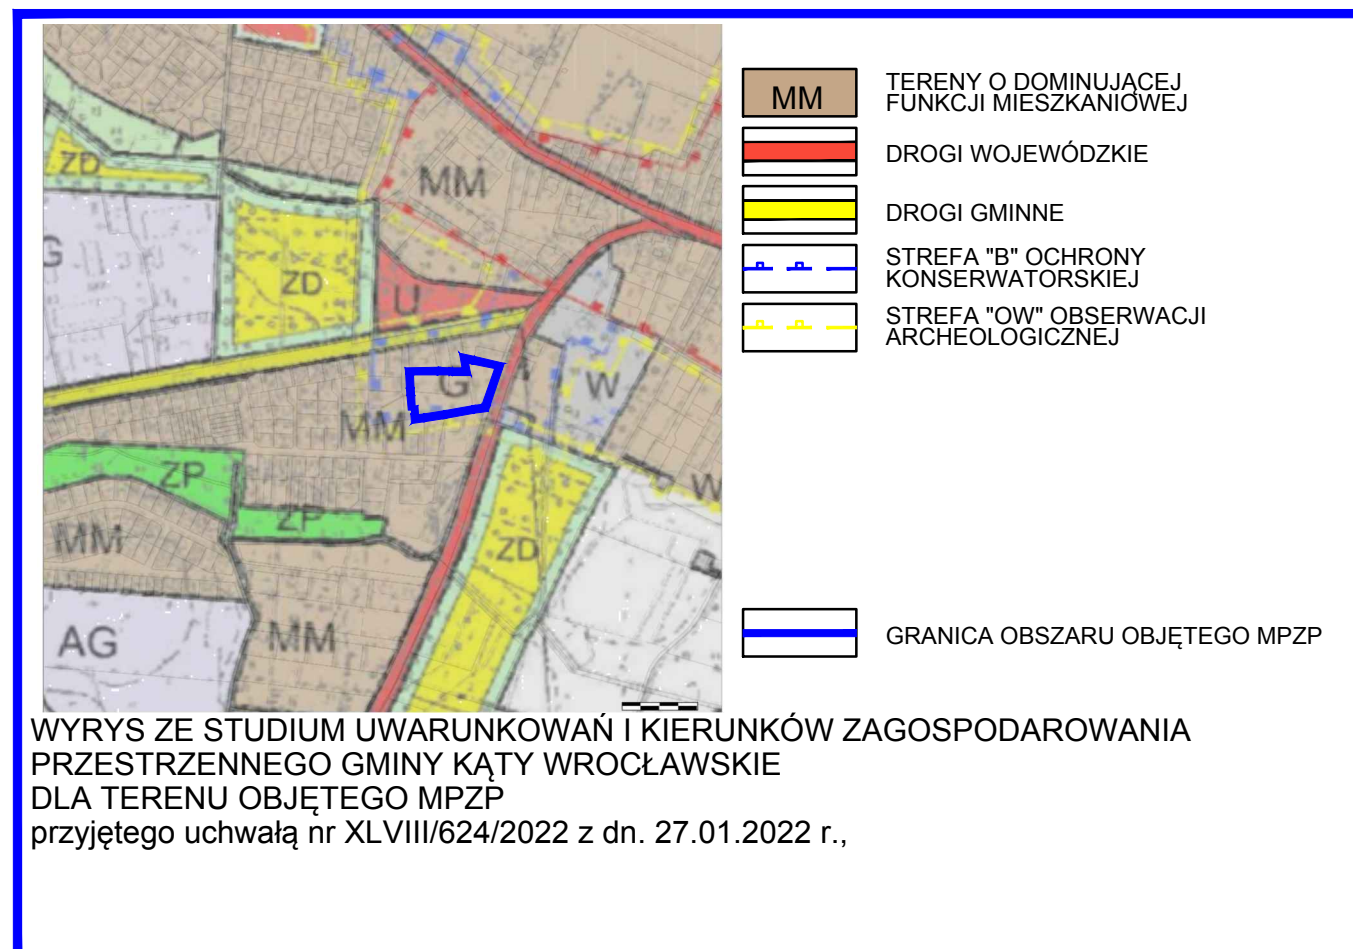 MM
TERENY O DOMINUJĄCEJ
FUNKCJI MIESZKANIOWEJ
DROGI WOJEWÓDZKIE
DROGI GMINNE
STREFA "B" OCHRONY
KONSERWATORSKIEJ
STREFA "OW" OBSERWACJI
ARCHEOLOGICZNEJ
GRANICA OBSZARU OBJĘTEGO MPZP
ZD
MM
G
ZD
U
G
W
MM
ZP
W
ZP
MM
ZD
AG
MM
WYRYS ZE STUDIUM UWARUNKOWAŃ I KIERUNKÓW ZAGOSPODAROWANIA
PRZESTRZENNEGO GMINY KĄTY WROCŁAWSKIE
DLA TERENU OBJĘTEGO MPZP
przyjętego uchwałą nr XLVIII/624/2022 z dn. 27.01.2022 r.,